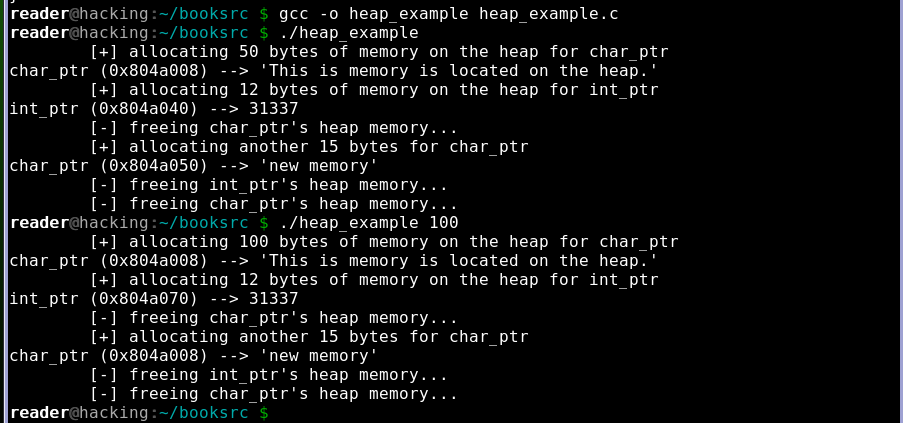 reader@hacking:~/booksrc $ gcc -o heap_example heap_example.c
reader@hacking:~/booksrc $ ./heap_example
        [+] allocating 50 bytes of memory on the heap for char_ptr
char_ptr (0x804a008) --> 'This is memory is located on the heap.'
        [+] allocating 12 bytes of memory on the heap for int_ptr
int_ptr (0x804a040) --> 31337
        [-] freeing char_ptr's heap memory...
        [+] allocating another 15 bytes for char_ptr
char_ptr (0x804a050) --> 'new memory'
        [-] freeing int_ptr's heap memory...
        [-] freeing char_ptr's heap memory...
reader@hacking:~/booksrc $ ./heap_example 100
        [+] allocating 100 bytes of memory on the heap for char_ptr
char_ptr (0x804a008) --> 'This is memory is located on the heap.'
        [+] allocating 12 bytes of memory on the heap for int_ptr
int_ptr (0x804a070) --> 31337
        [-] freeing char_ptr's heap memory...
        [+] allocating another 15 bytes for char_ptr
char_ptr (0x804a008) --> 'new memory'
        [-] freeing int_ptr's heap memory...
        [-] freeing char_ptr's heap memory...
reader@hacking:~/booksrc $